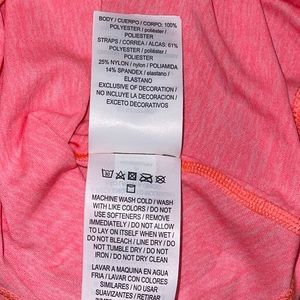 BODY / CUERPO / CORPO: 100%
POLYESTER / poliéster /
POLIESTER
STRAPS / CORREA / ALCAS: 61%
POLYESTER / poliéster /
POLIESTER
25% NYLON / nylon / POLIAMIDA
14% SPANDEX / elastano /
ELASTANO
EXCLUSIVE OF DECORATION /
NO INCLUYE LA DECORACION /
EXCETO DECORATIVOS
MACHINE WASH COLD / WASH
WITH LIKE COLORS / DO NOT
USE SOFTENERS / REMOVE
IMMEDIATELY / DO NOT ALLOW
TO LAY ON ITSELF WHEN WET /
DO NOT BLEACH / LINE DRY / DO
NOT TUMBLE DRY / DO NOT
IRON / DO NOT DRY CLEAN
LAVAR A MAQUINA EN AGUA
FRIA / LAVAR CON COLORES
SIMILARES / NO USAR
SUAVIZANTES / RETIRAR